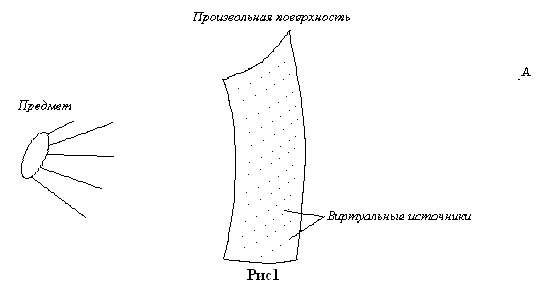 Произвольная поверхность
А
Предмет
Виртуальные источники
Рис1